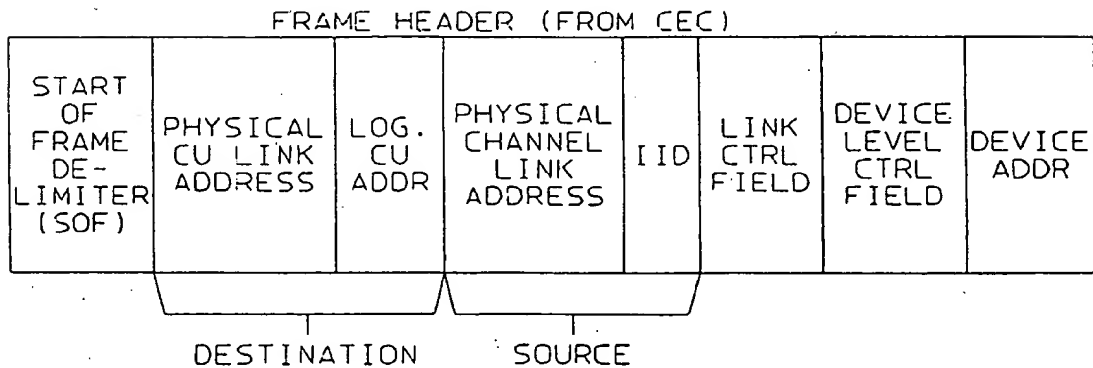 FRAME HEADER (FROM CEC)
START
OF
FRAME
DE-
LIMITER
(SOF)
PHYSICAL
CU LINK
ADDRESS
LOG.
CU
ADDR
PHYSICAL
CHANNEL
LINK
ADDRESS
IID
LINK
CTRL
FIELD
DEVICE
LEVEL
CTRL
FIELD
DEVICE
ADDR
DESTINATION
SOURCE